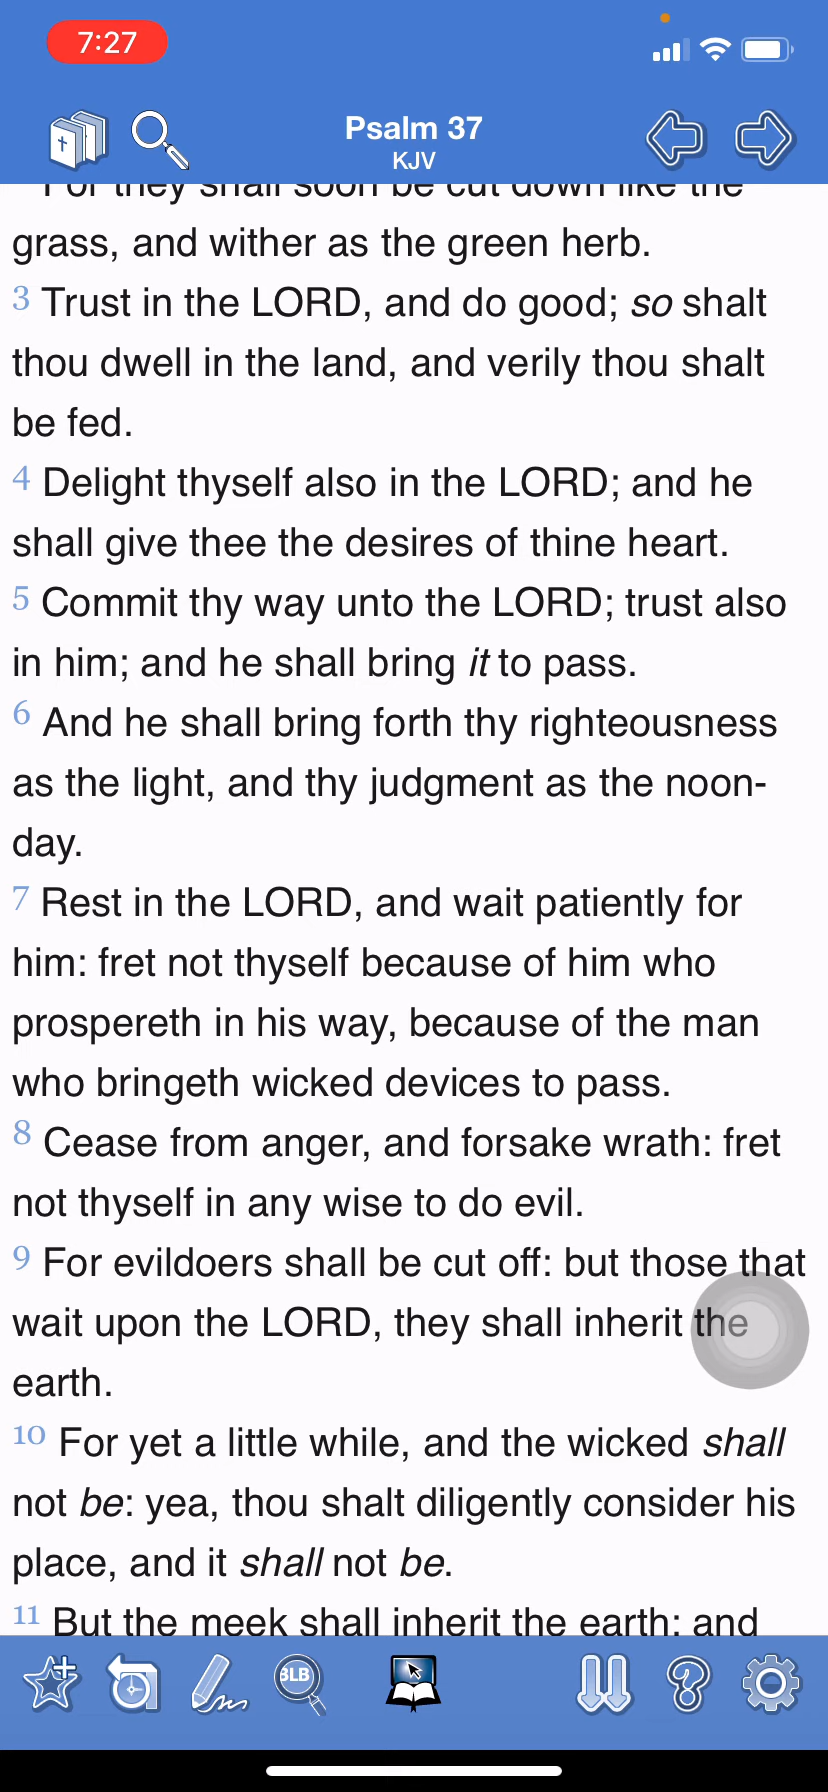 7:27
Psalm 37
KJV
For they shall soon be cut down like the
grass, and wither as the green herb.
3 Trust in the LORD, and do good; so shalt
thou dwell in the land, and verily thou shalt
be fed.
4 Delight thyself also in the LORD; and he
shall give thee the desires of thine heart.
5 Commit thy way unto the LORD; trust also
in him; and he shall bring it to pass.
6 And he shall bring forth thy righteousness
as the light, and thy judgment as the noon-
day.
7 Rest in the LORD, and wait patiently for
him: fret not thyself because of him who
prospereth in his way, because of the man
who bringeth wicked devices to pass.
8 Cease from anger, and forsake wrath: fret
not thyself in any wise to do evil.
9 For evildoers shall be cut off: but those that
wait upon the LORD, they shall inherit the
earth.
10 For yet a little while, and the wicked shall
not be: yea, thou shalt diligently consider his
place, and it shall not be.
11 But the meek shall inherit the earth; and
BLB